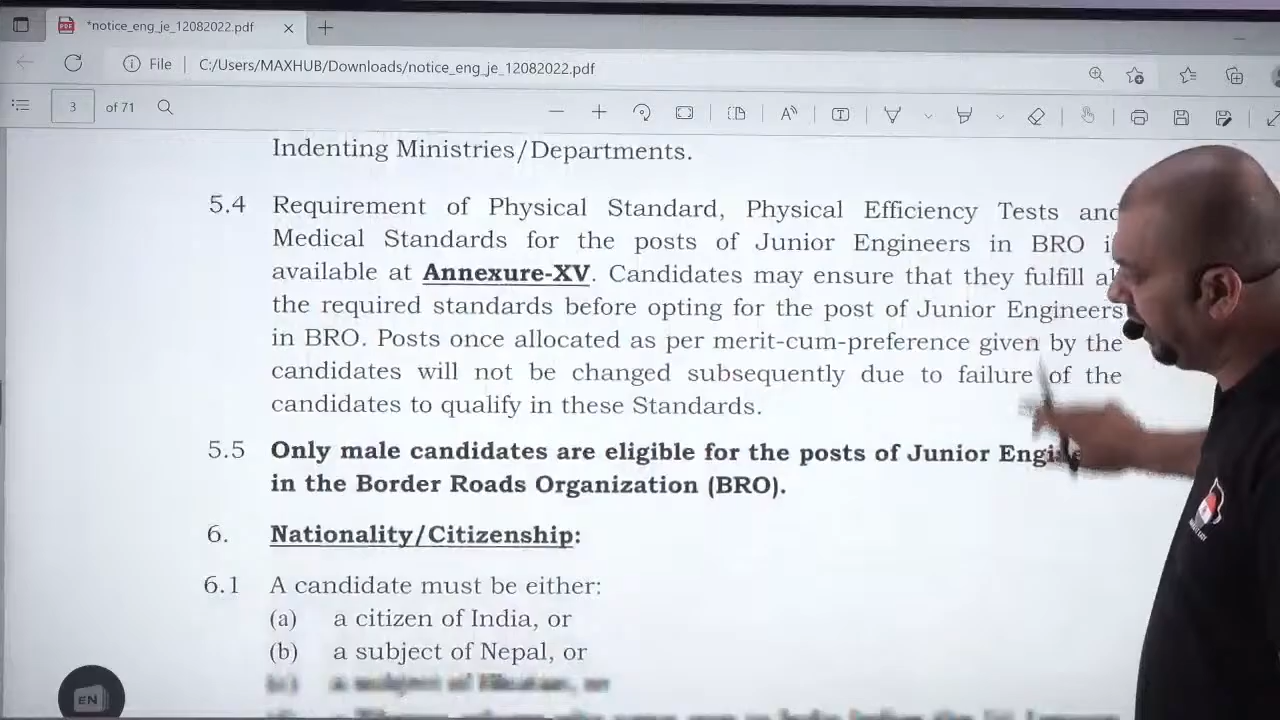 *notice_eng_je_12082022.pdf
File
C:/Users/MAXHUB/Downloads/notice_eng_je_12082022.pdf
3 of 71
Indenting Ministries/Departments.
5.4 Requirement of Physical Standard, Physical Efficiency Tests and
Medical Standards for the posts of Junior Engineers in BRO
available at Annexure-XV. Candidates may ensure that they fulfill
the required standards before opting for the post of Junior Engineers
in BRO. Posts once allocated as per merit-cum-preference given by the
candidates will not be changed subsequently due to failure of the
candidates to qualify in these Standards.
5.5 Only male candidates are eligible for the posts of Junior
in the Border Roads Organization (BRO).
6. Nationality/Citizenship:
6.1 A candidate must be either:
(a) a citizen of India, or
(b) a subject of Nepal, or
(c) a subject of Bhutan, or
EN